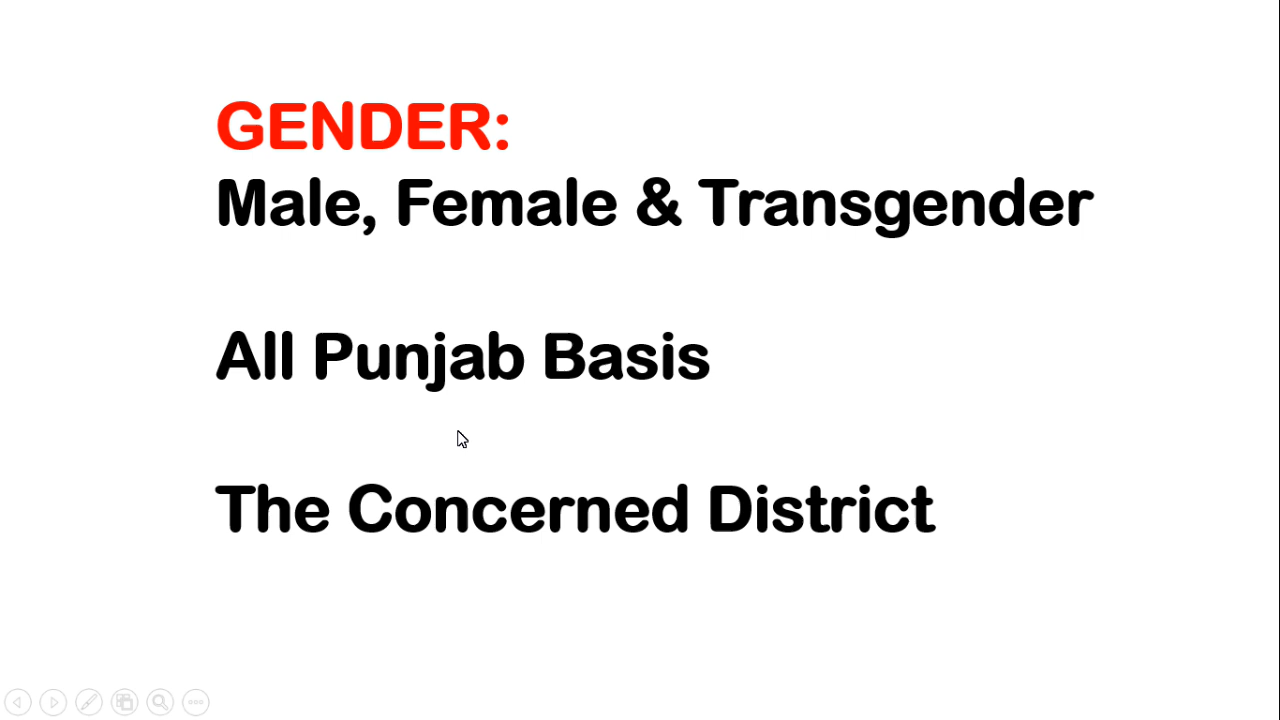 GENDER:
Male, Female & Transgender
All Punjab Basis
The Concerned District